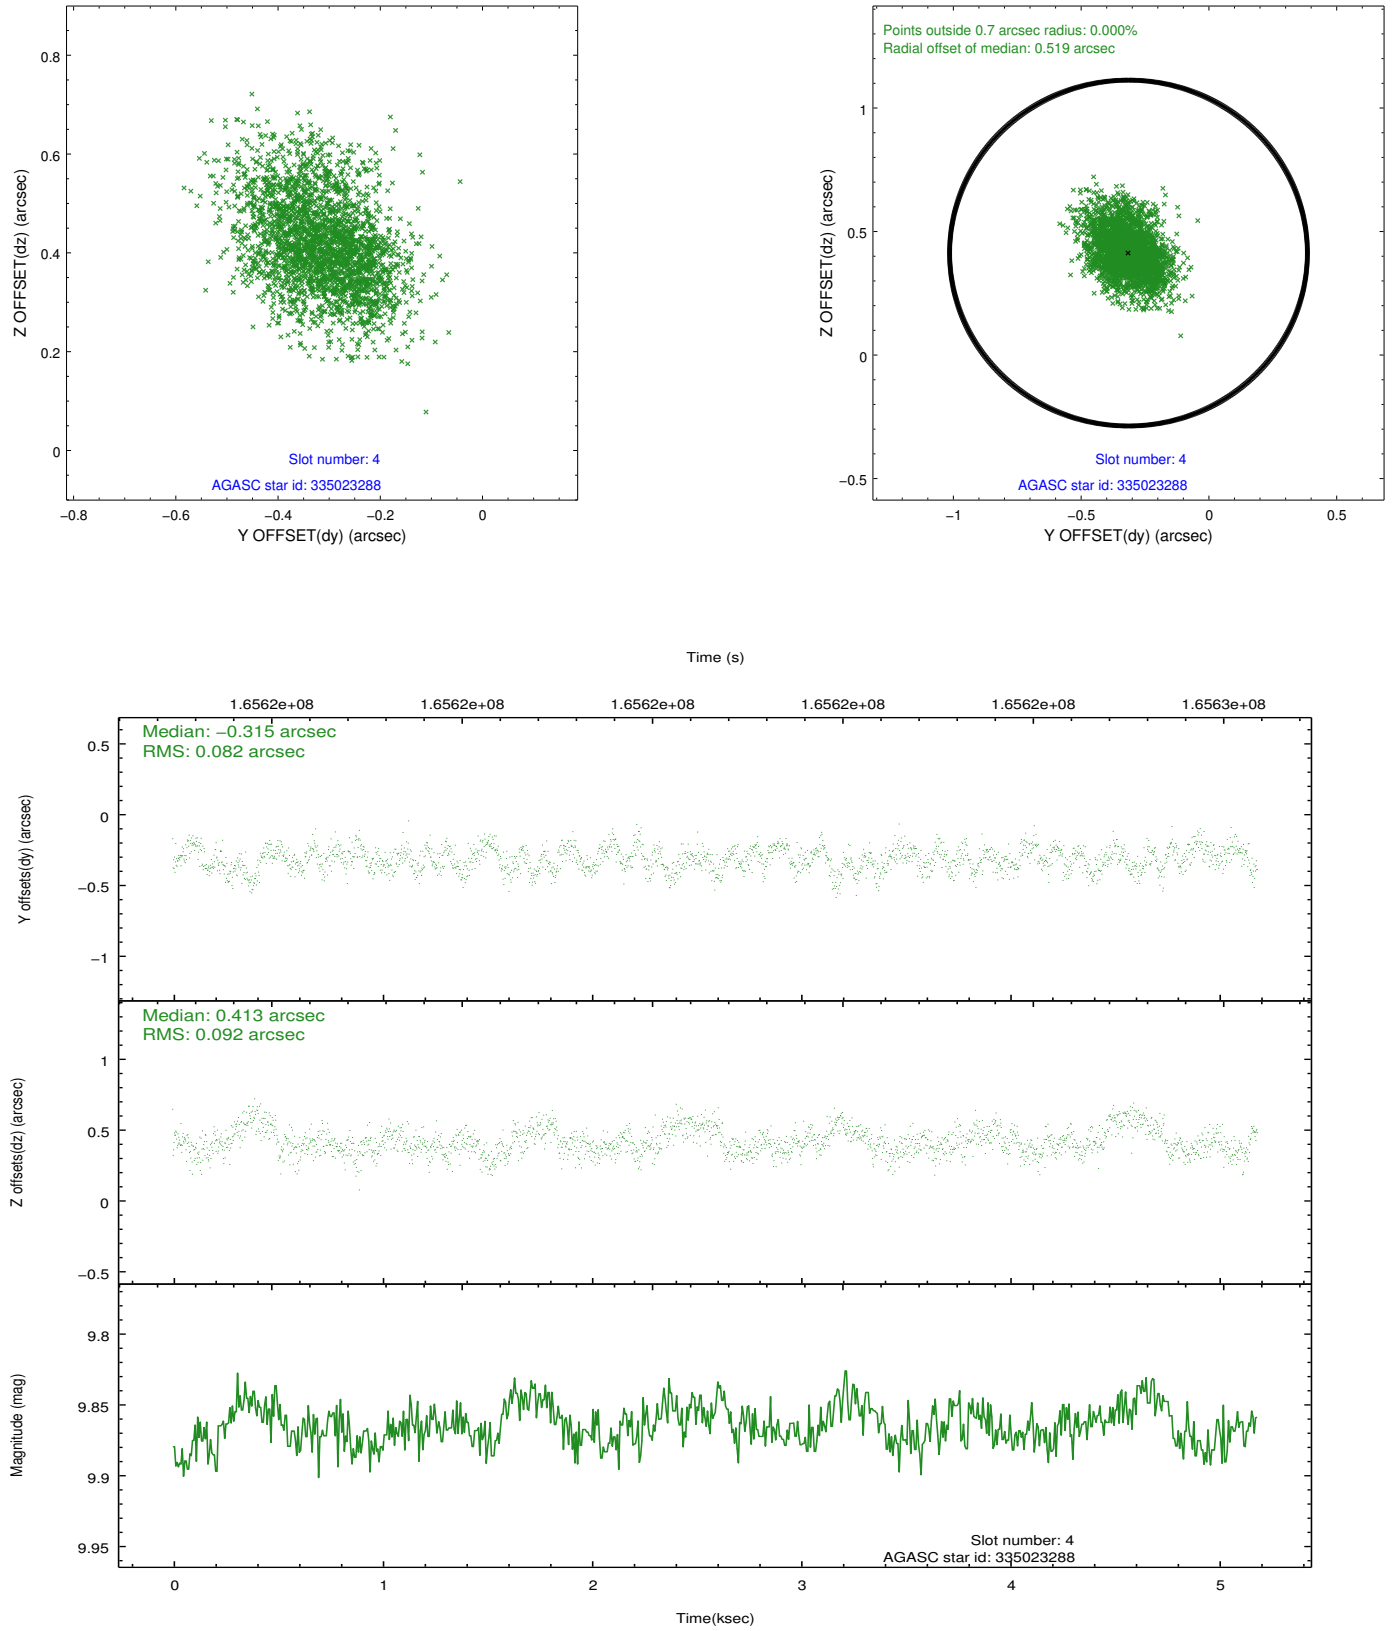 0.8
0.6
0.4
0.2
0
Z OFFSET(dz) (arcsec)
Slot number: 4
AGASC star id: 335023288
−0.8 −0.6 −0.4 −0.2 0
Y OFFSET(dy) (arcsec)
Points outside 0.7 arcsec radius: 0.000%
Radial offset of median: 0.519 arcsec
1
0.5
0
−0.5
Z OFFSET(dz) (arcsec)
Slot number: 4
AGASC star id: 335023288
−1 −0.5 0 0.5
Y OFFSET(dy) (arcsec)
Time (s)
1.6562e+08 1.6562e+08 1.6562e+08 1.6562e+08 1.6562e+08 1.6563e+08
Median: −0.315 arcsec
RMS: 0.082 arcsec
0.5
0
−0.5
−1
Y offsets(dy) (arcsec)
Median: 0.413 arcsec
RMS: 0.092 arcsec
1
0.5
0
−0.5
Z offsets(dz) (arcsec)
9.8
9.85
9.9
9.95
Magnitude (mag)
Slot number: 4
AGASC star id: 335023288
0 1 2 3 4 5
Time(ksec)